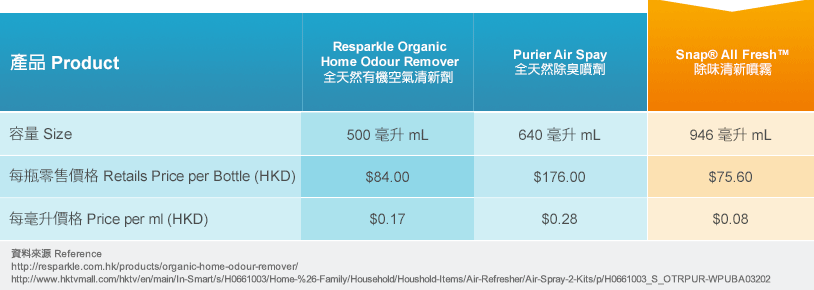 產品 Product
Resparkle Organic
Home Odour Remover
全天然有機空氣清新劑
Purier Air Spay
全天然除臭噴劑
Snap® All Fresh™
除味清新噴霧
容量 Size
500 毫升 mL
640 毫升 mL
946 毫升 mL
每瓶零售價格 Retails Price per Bottle (HKD)
$84.00
$176.00
$75.60
每毫升價格 Price per ml (HKD)
$0.17
$0.28
$0.08
資料來源 Reference
http://resparkle.com.hk/products/organic-home-odour-remover/
http://www.hktvmall.com/hktv/en/main/In-Smart/s/H0661003/Home-%26-Family/Household/Houshold-Items/Air-Refresher/Air-Spray-2-Kits/p/H0661003_S_OTRPUR-WPUBA03202